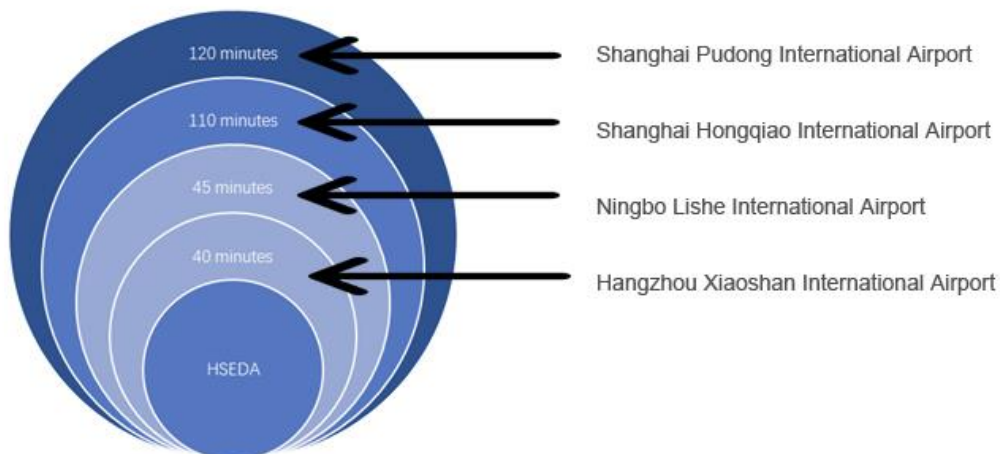 120 minutes
Shanghai Pudong International Airport
110 minutes
Shanghai Hongqiao International Airport
45 minutes
Ningbo Lishe International Airport
40 minutes
Hangzhou Xiaoshan International Airport
HSEDA